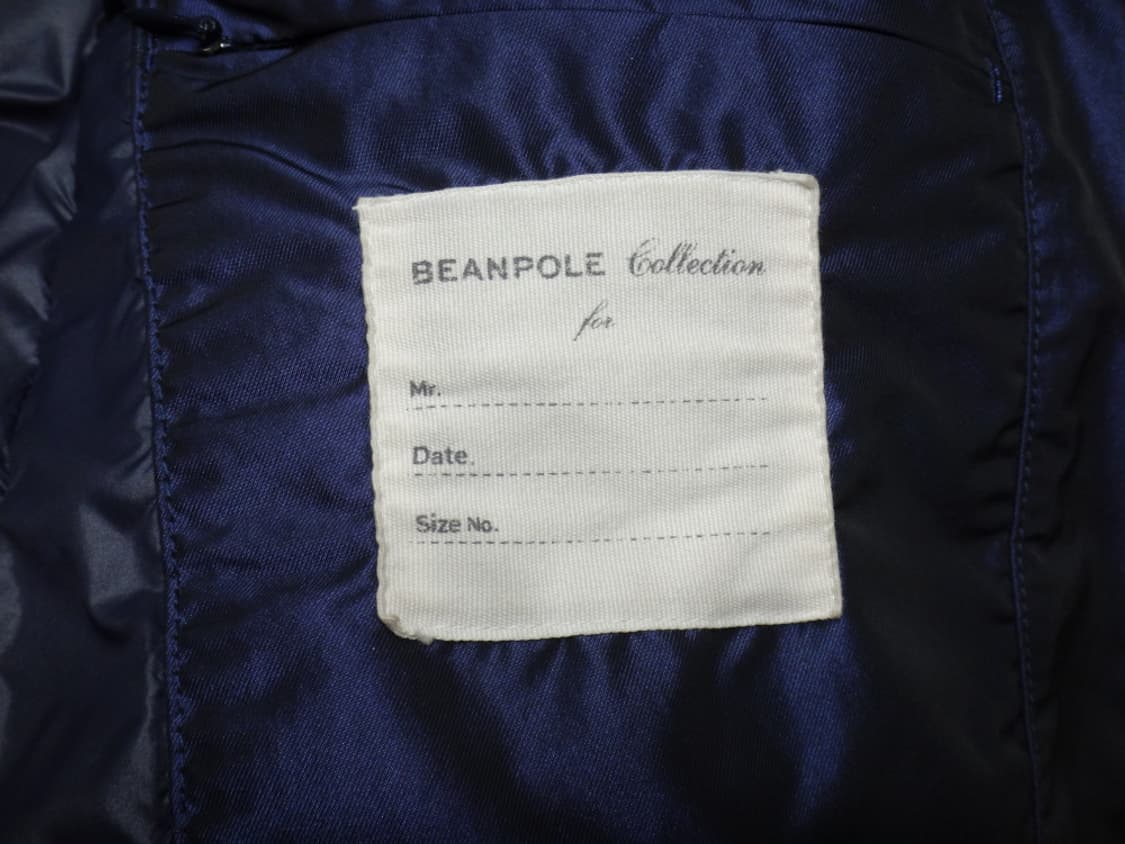 BEANPOLE Collection
for
Mr.
Date.
Size No.